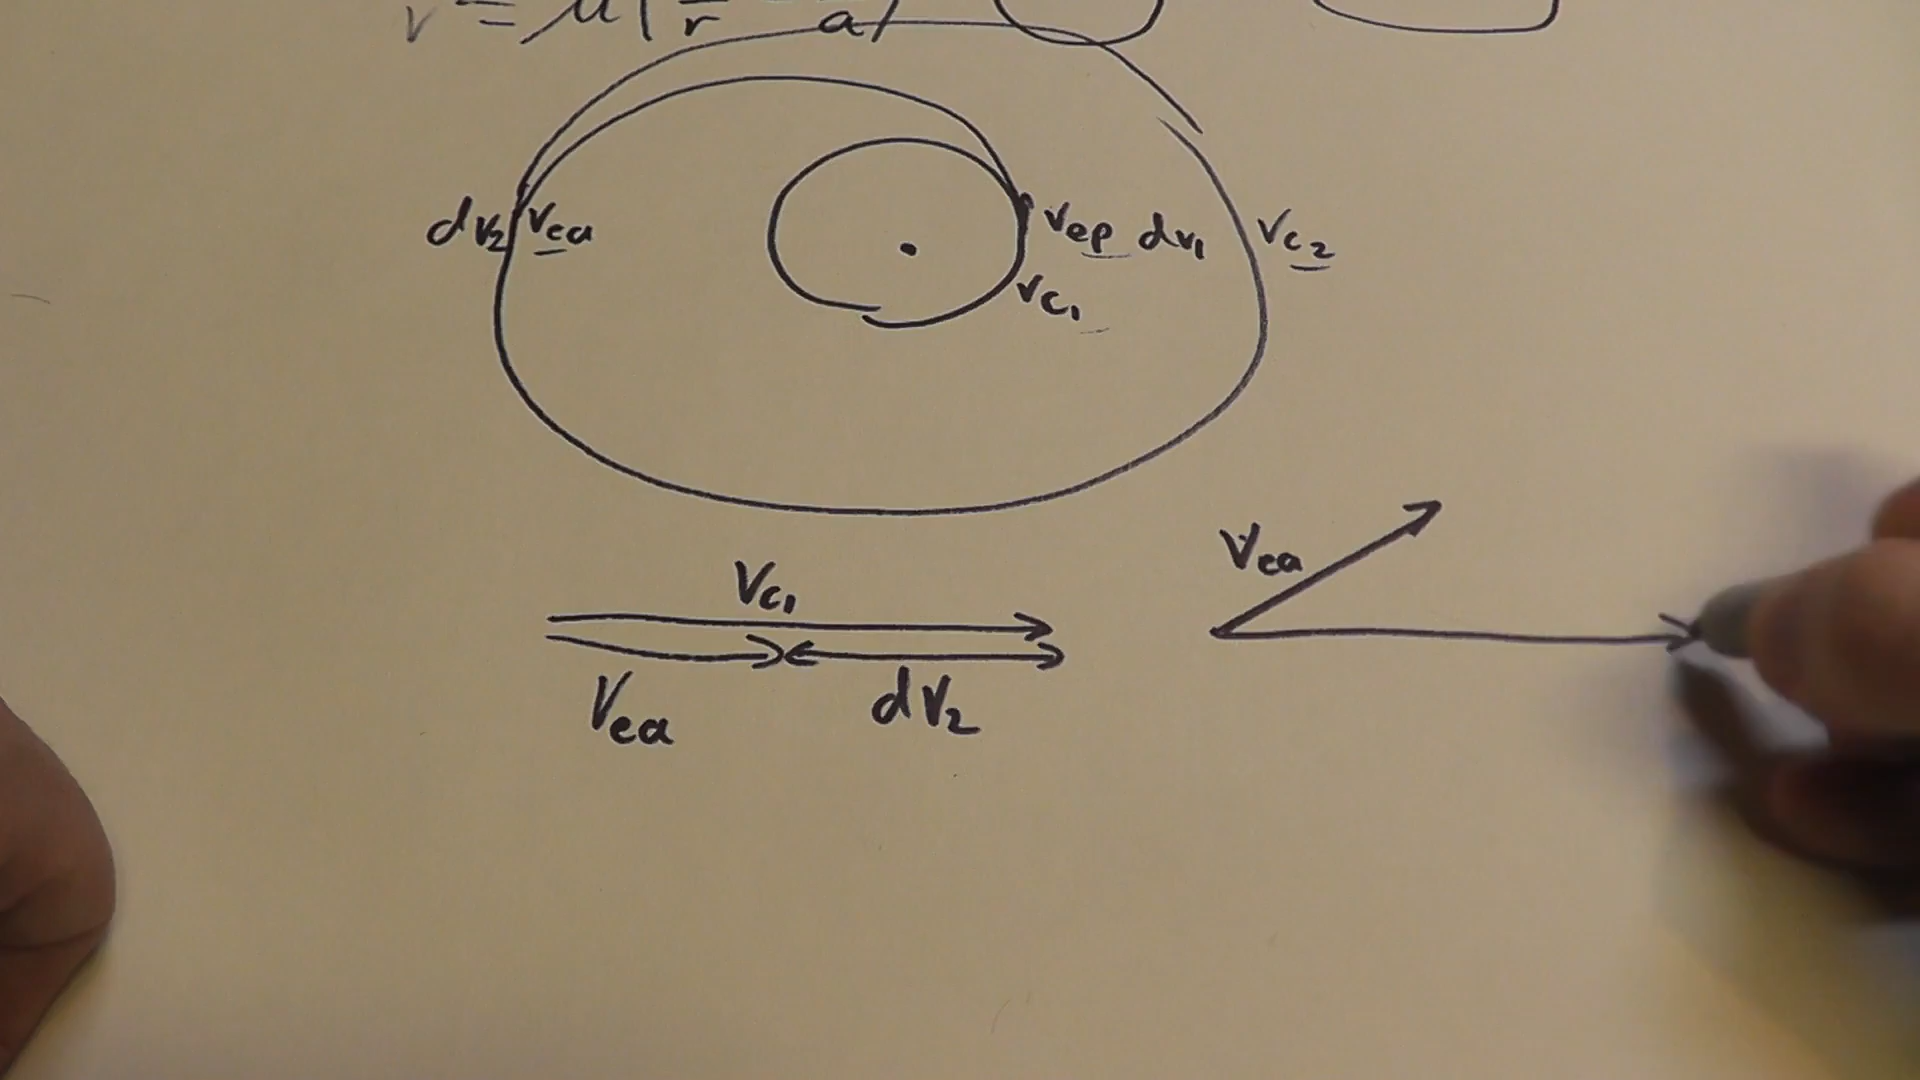 v = μ( r a)
dv₂ vea
vep dv₁
vc₂
vc₁
Vc₁
Vea
dV₂
Vea